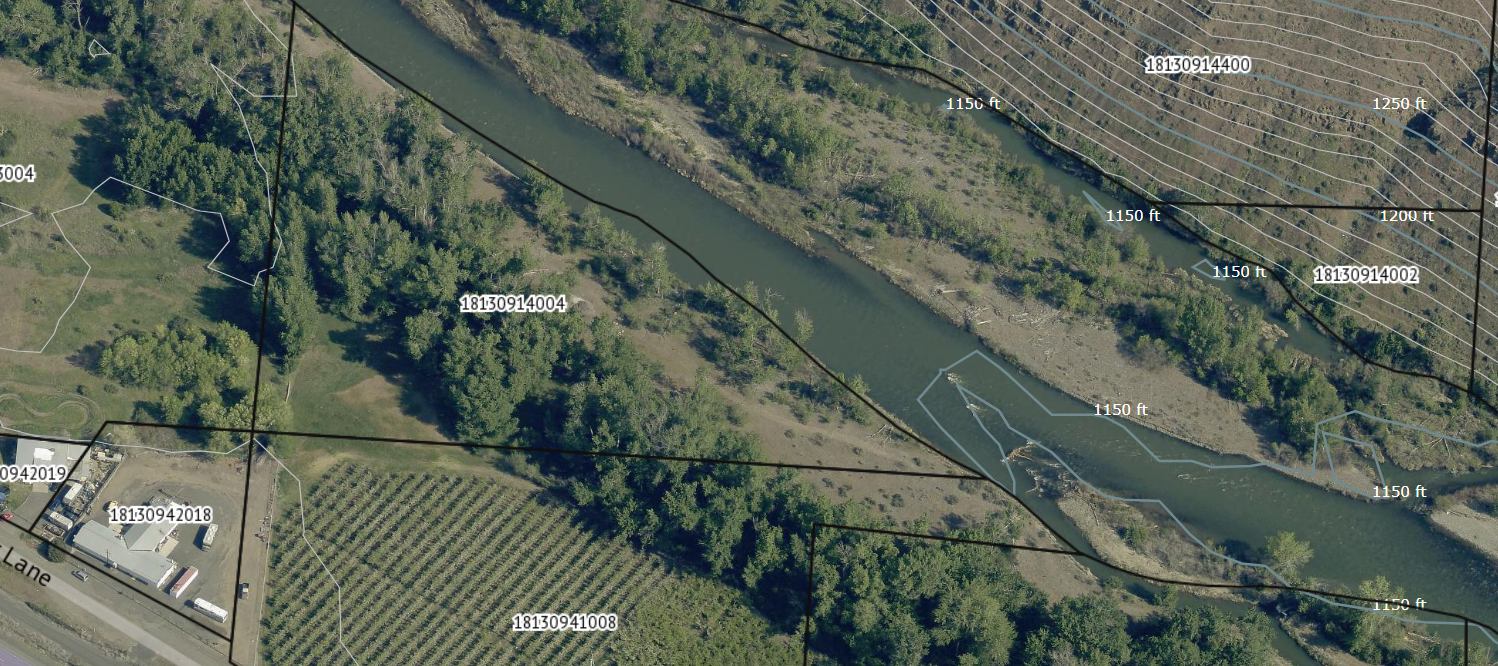 18130914400
1150 ft
1250 ft
3004
1150 ft
1200 ft
1150 ft
18130914002
18130914004
1150 ft
0942019
1150 ft
18130942018
Lane
1150 ft
18130941008